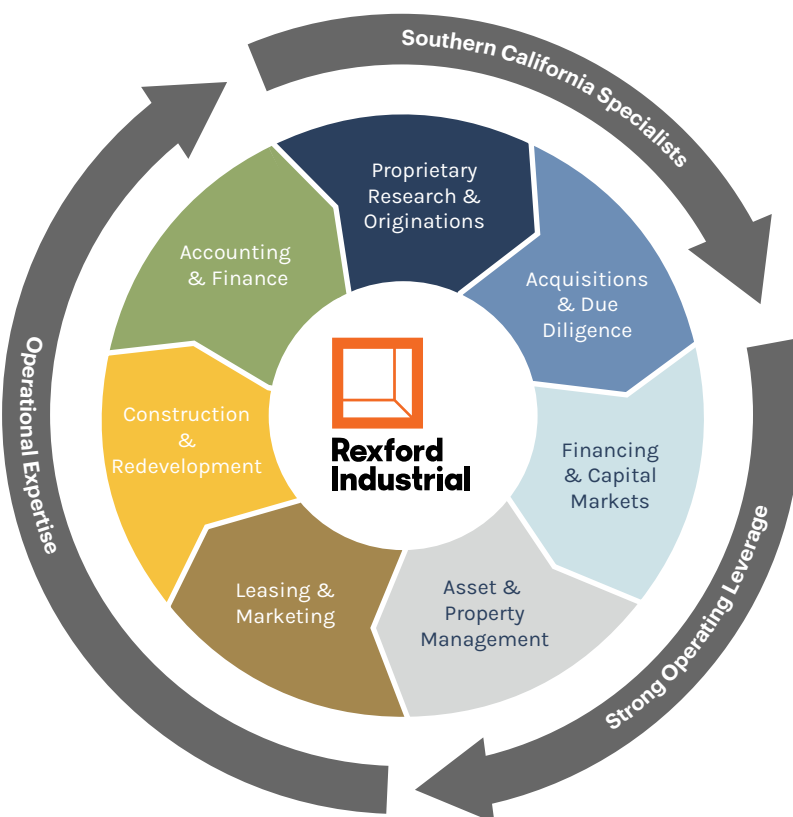 Southern California Specialists
Proprietary
Research &
Originations
Acquisitions
& Due
Diligence
Financing
& Capital
Markets
Asset &
Property
Management
Leasing &
Marketing
Construction
&
Redevelopment
Accounting
& Finance
Rexford
Industrial
Strong Operating Leverage
Operational Expertise